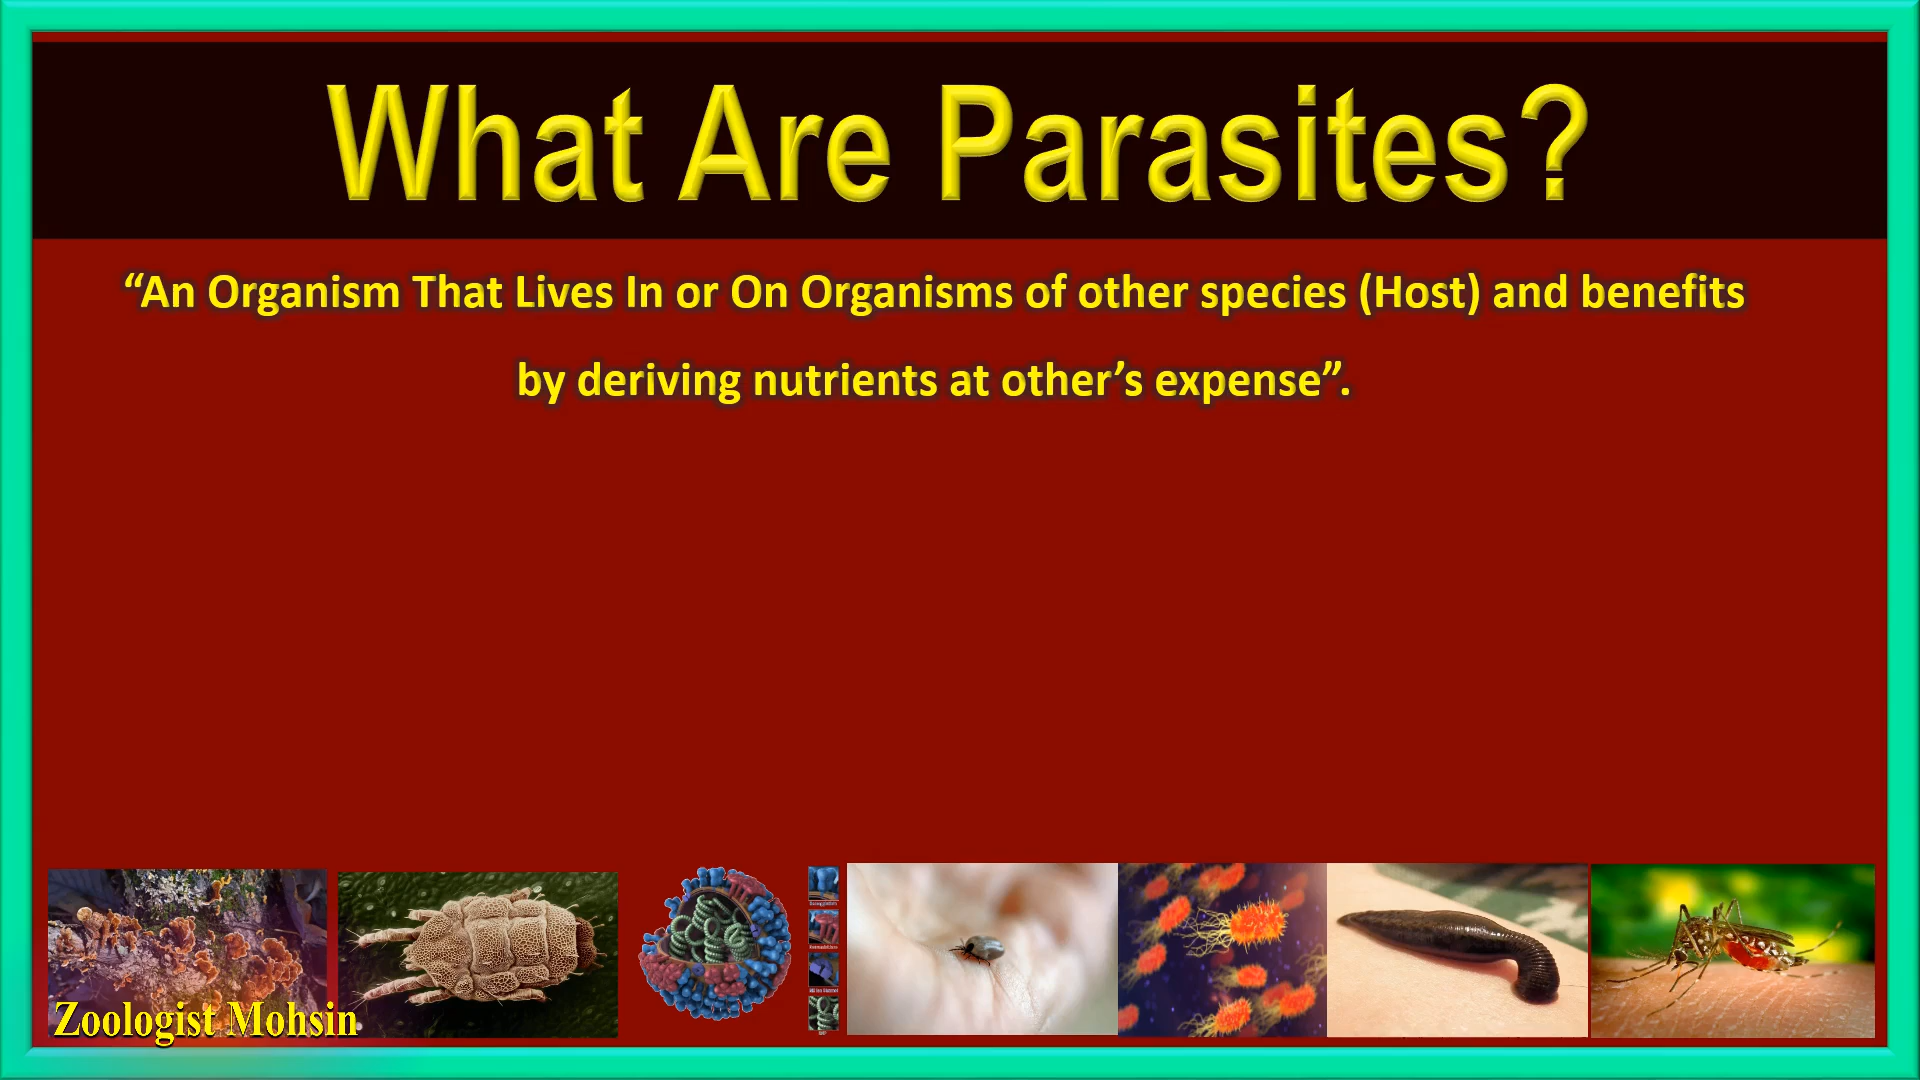 What Are Parasites?
“An Organism That Lives In or On Organisms of other species (Host) and benefits
by deriving nutrients at other’s expense”.
Zoologist Mohsin